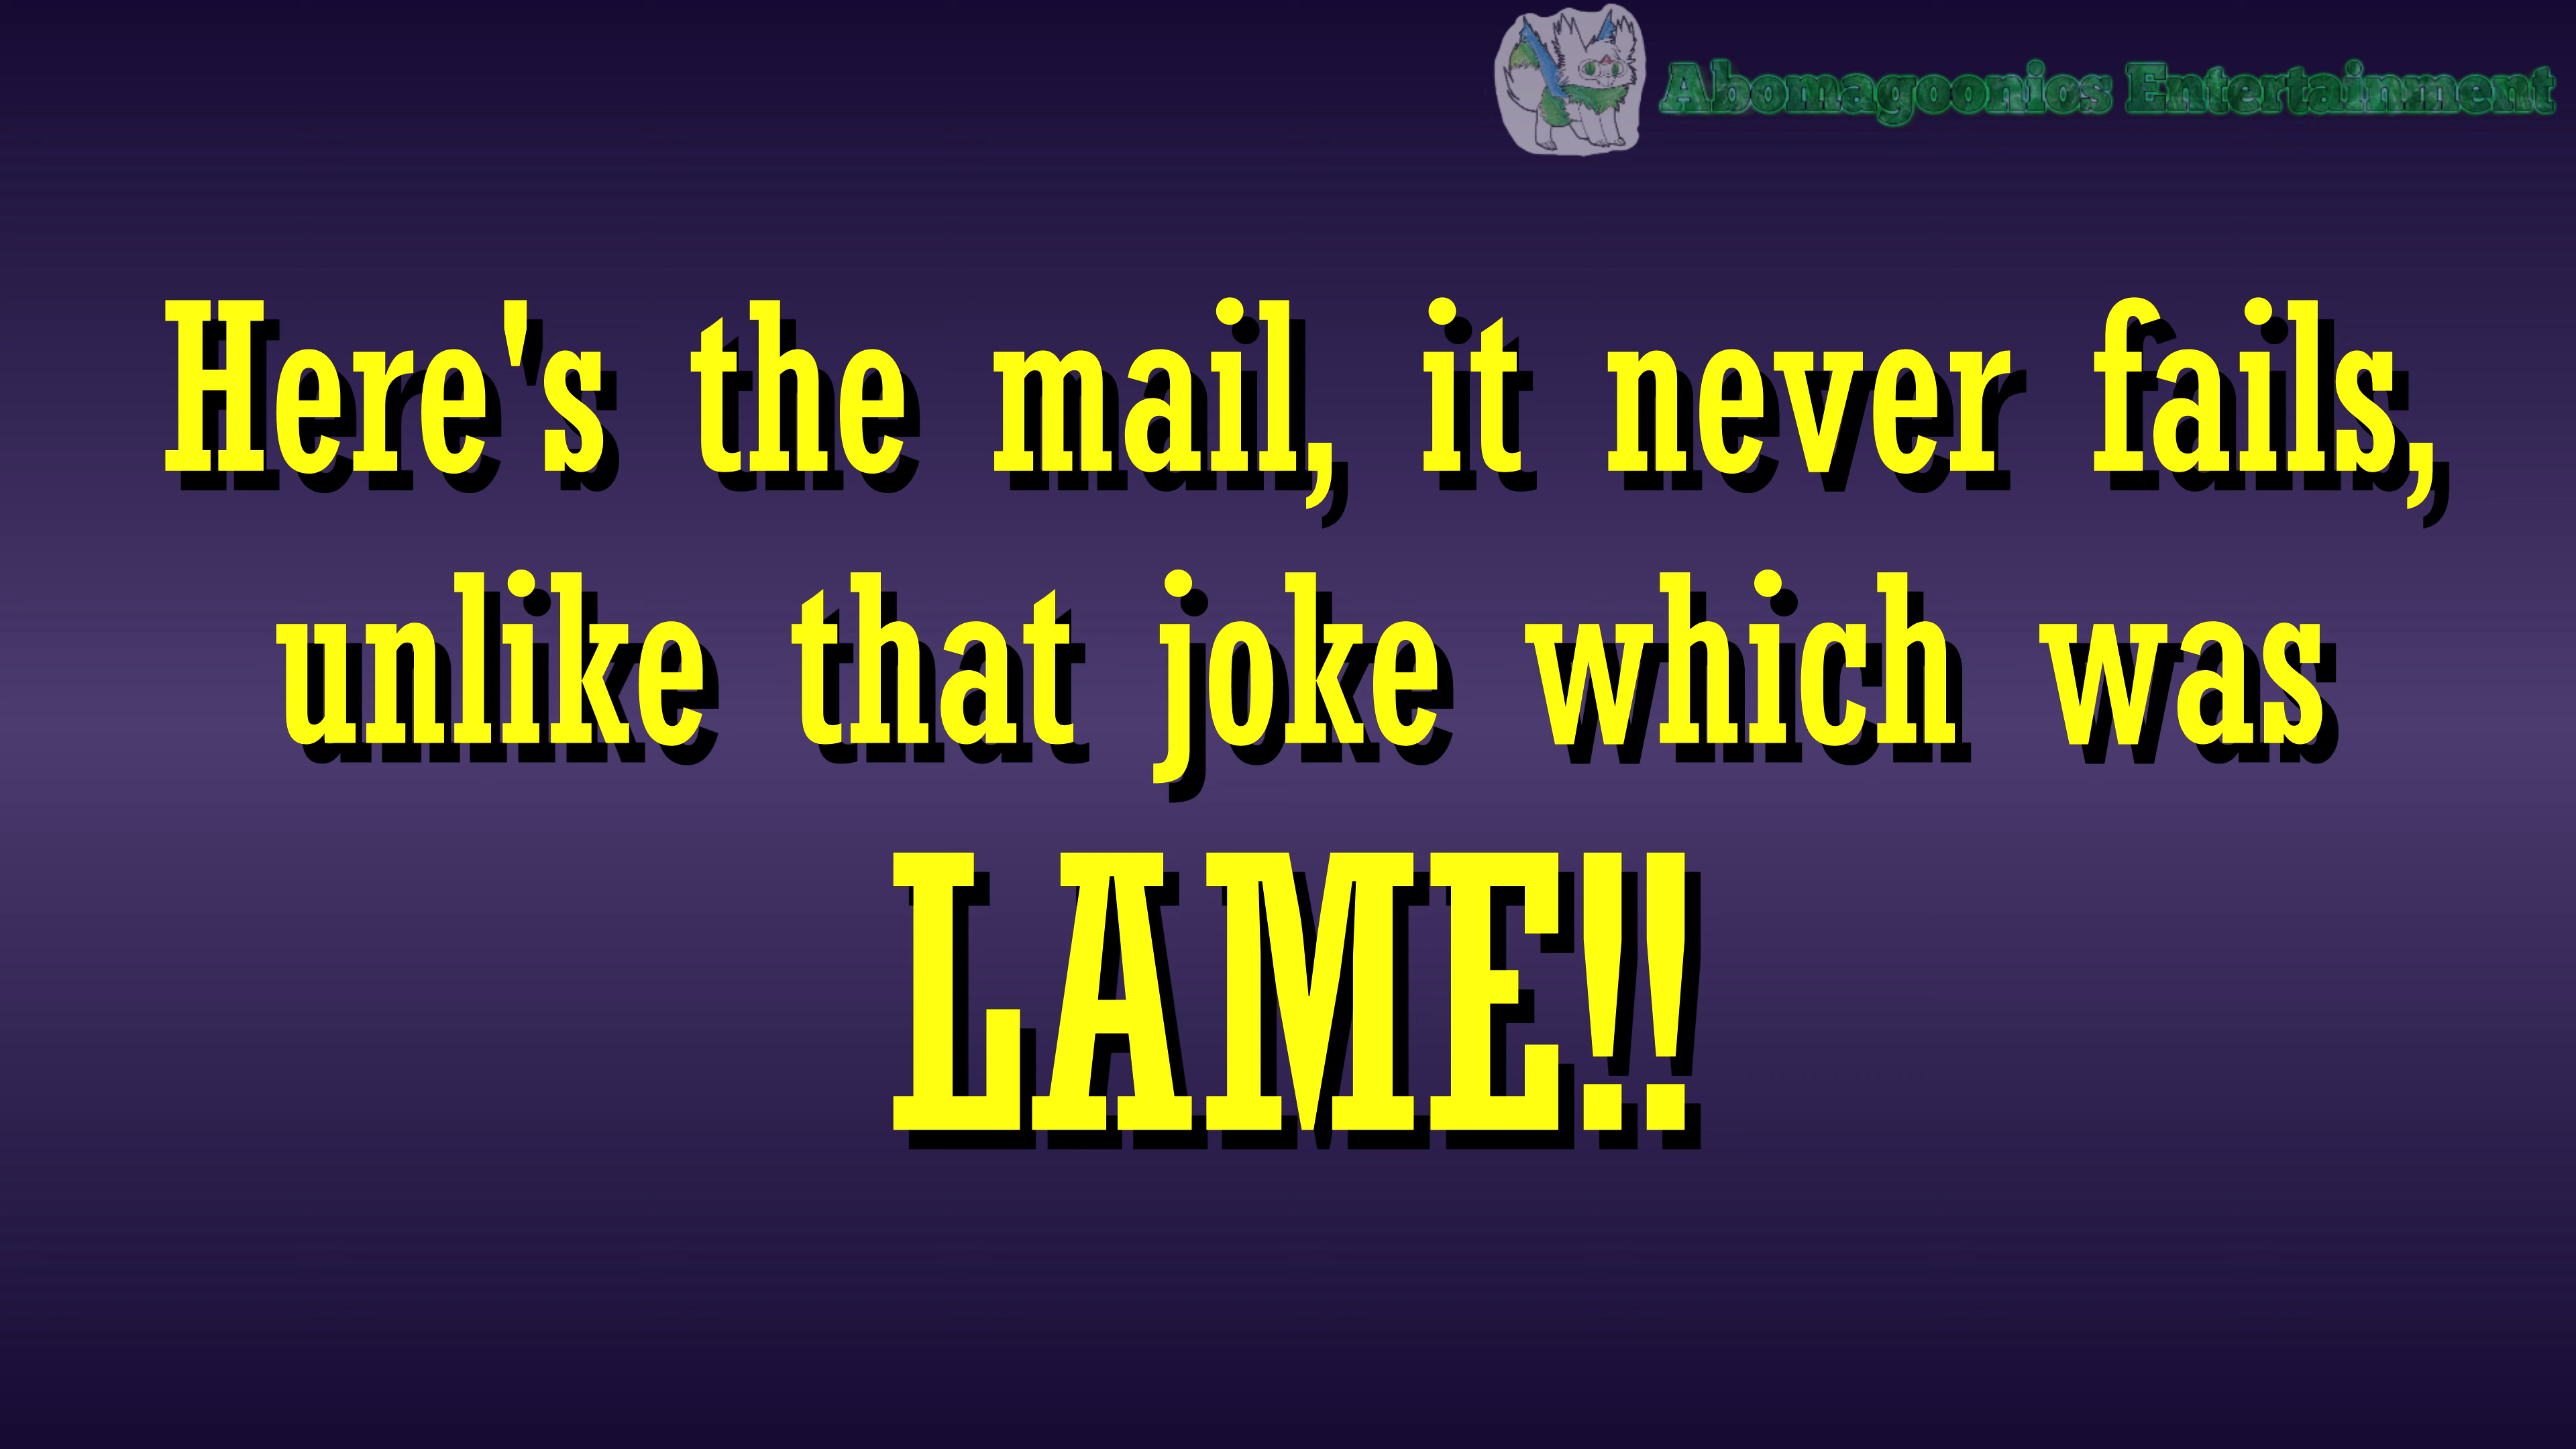 Abomagoonics Entertainment
Here's the mail, it never fails,
unlike that joke which was
LAME!!